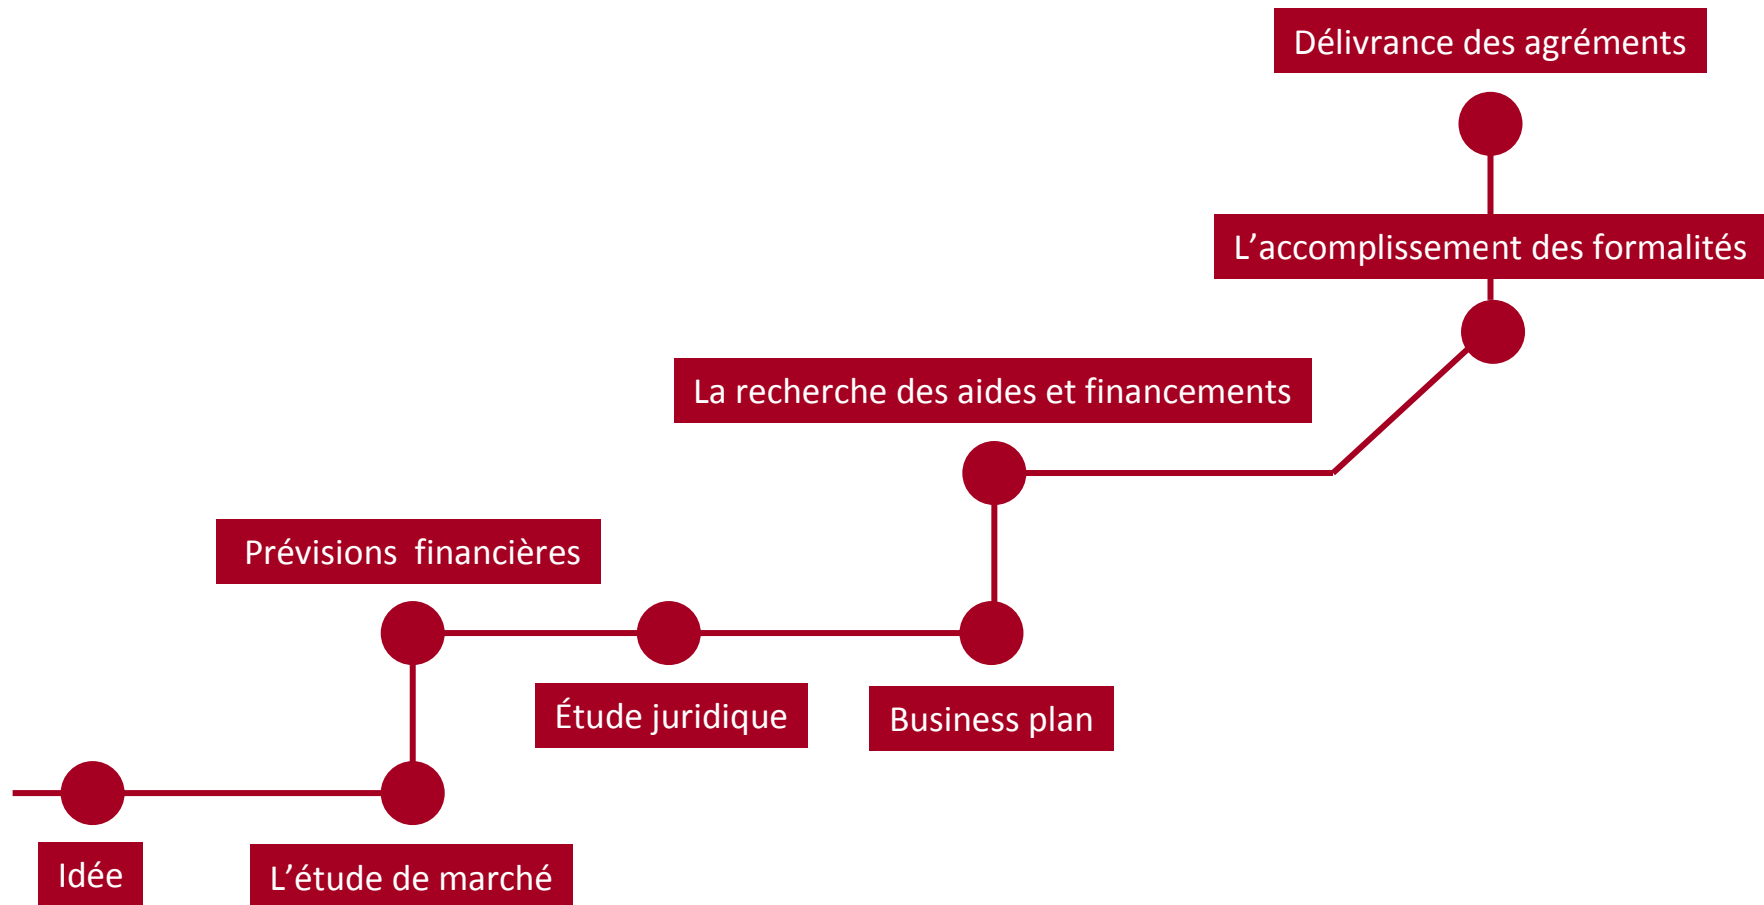 Délivrance des agréments
L’accomplissement des formalités
La recherche des aides et financements
Prévisions  financières
Étude juridique
Business plan
Idée
L’étude de marché